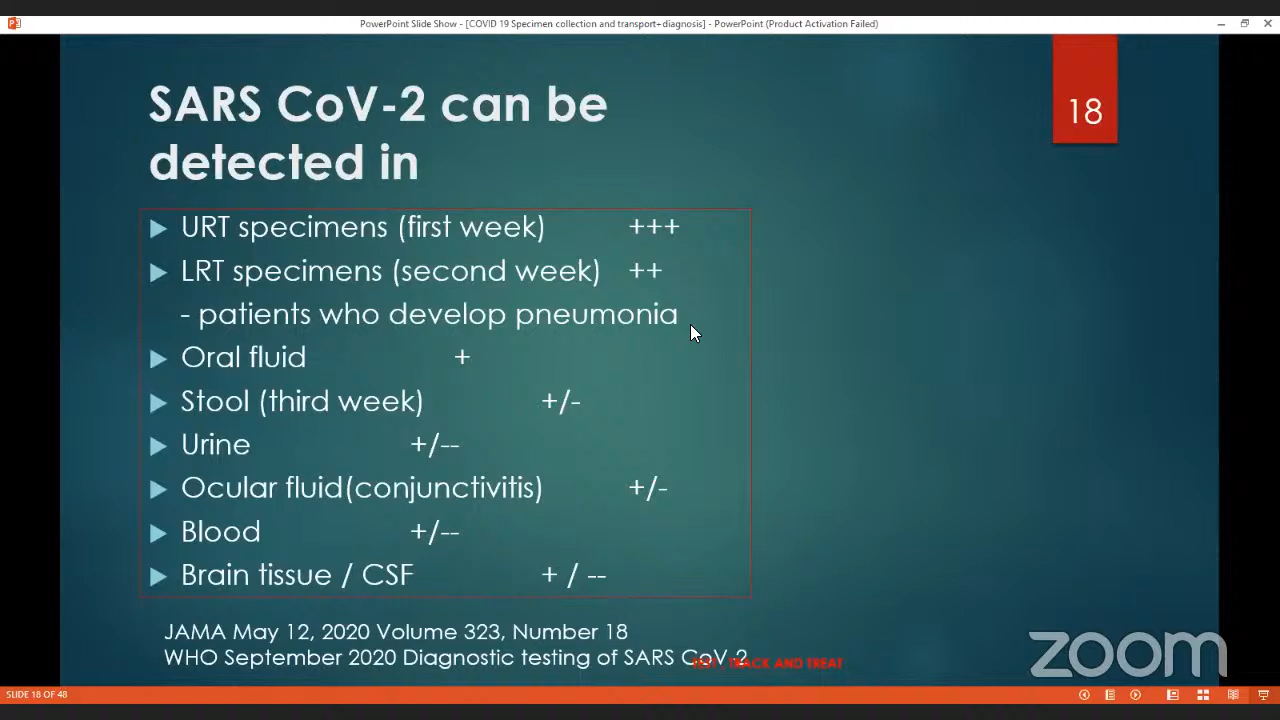 PowerPoint Slide Show - [COVID 19 Specimen collection and transport+diagnosis] - PowerPoint (Product Activation Failed)
SARS CoV-2 can be
detected in
18
URT specimens (first week) +++
LRT specimens (second week) ++
- patients who develop pneumonia
Oral fluid +
Stool (third week) +/-
Urine +/--
Ocular fluid(conjunctivitis) +/-
Blood +/--
Brain tissue / CSF + / --
JAMA May 12, 2020 Volume 323, Number 18
WHO September 2020 Diagnostic testing of SARS CoV 2
TRACK AND TREAT
zoom
SLIDE 18 OF 48